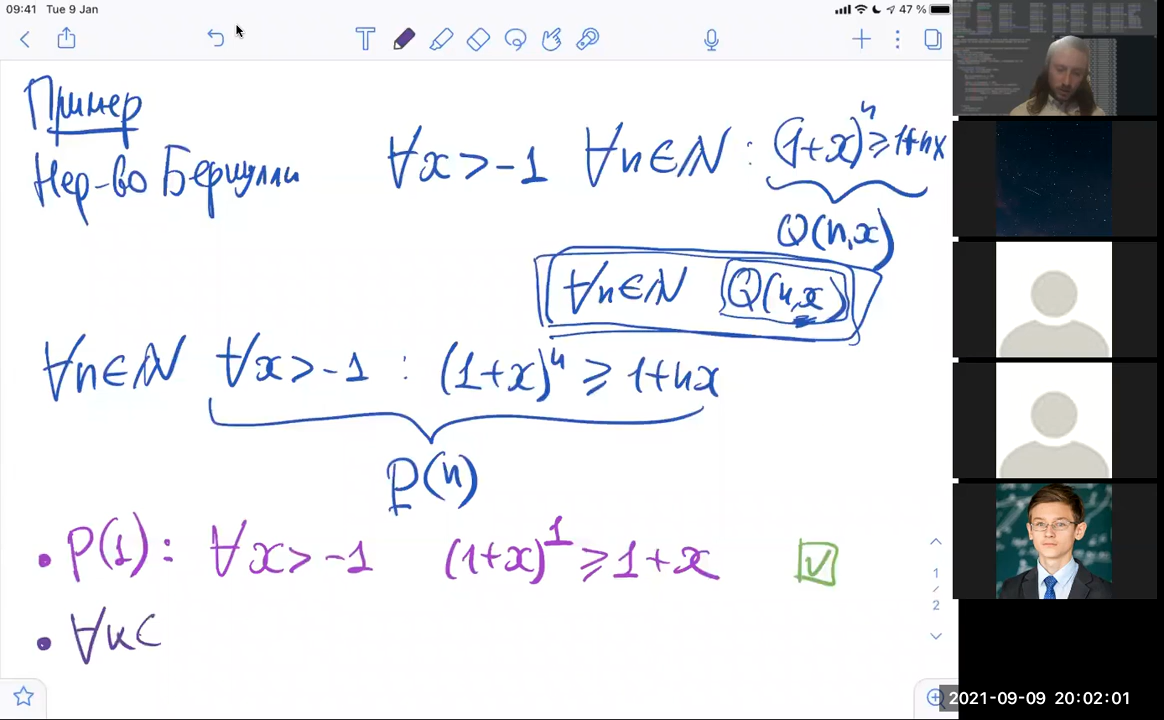 09:41 Tue 9 Jan
47 %
Пример
Нер-во Бернулли ∀x > -1 ∀n∈ℕ : (1+x)ⁿ ≥ 1+nx
Q(n,x)
∀n∈ℕ Q(n,x)
∀n∈ℕ ∀x > -1 : (1+x)ⁿ ≥ 1+nx
P(n)
• P(1): ∀x > -1 (1+x)¹ ≥ 1+x
1
/
2
• ∀n∈
2021-09-09 20:02:01